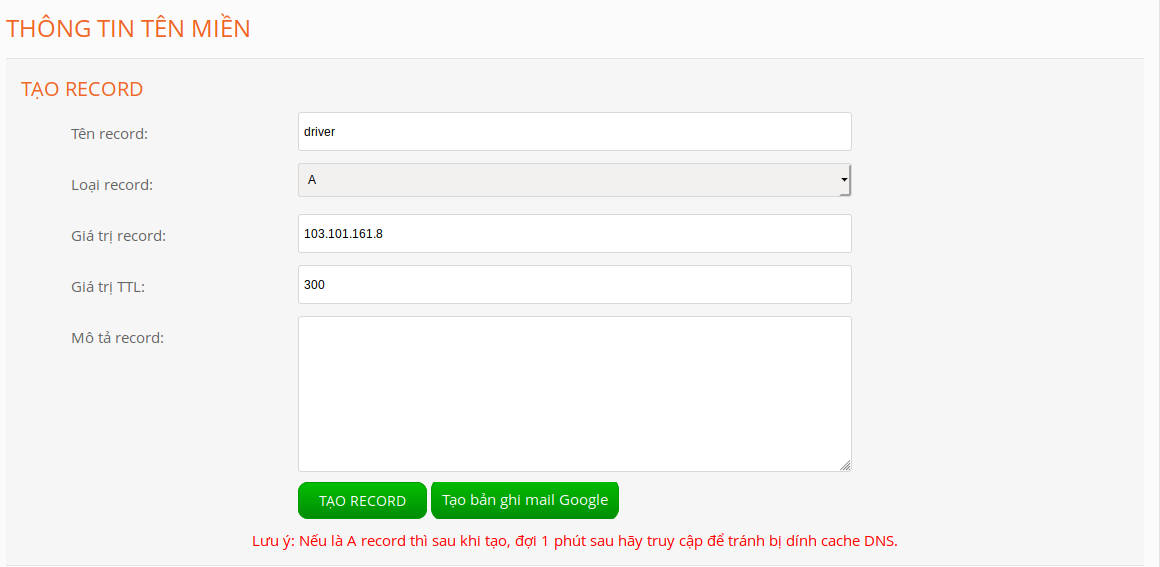 THÔNG TIN TÊN MIỀN
TẠO RECORD
Tên record:
driver
Loại record:
A
Giá trị record:
103.101.161.8
Giá trị TTL:
300
Mô tả record:
TẠO RECORD
Tạo bản ghi mail Google
Lưu ý: Nếu là A record thì sau khi tạo, đợi 1 phút sau hãy truy cập để tránh bị dính cache DNS.